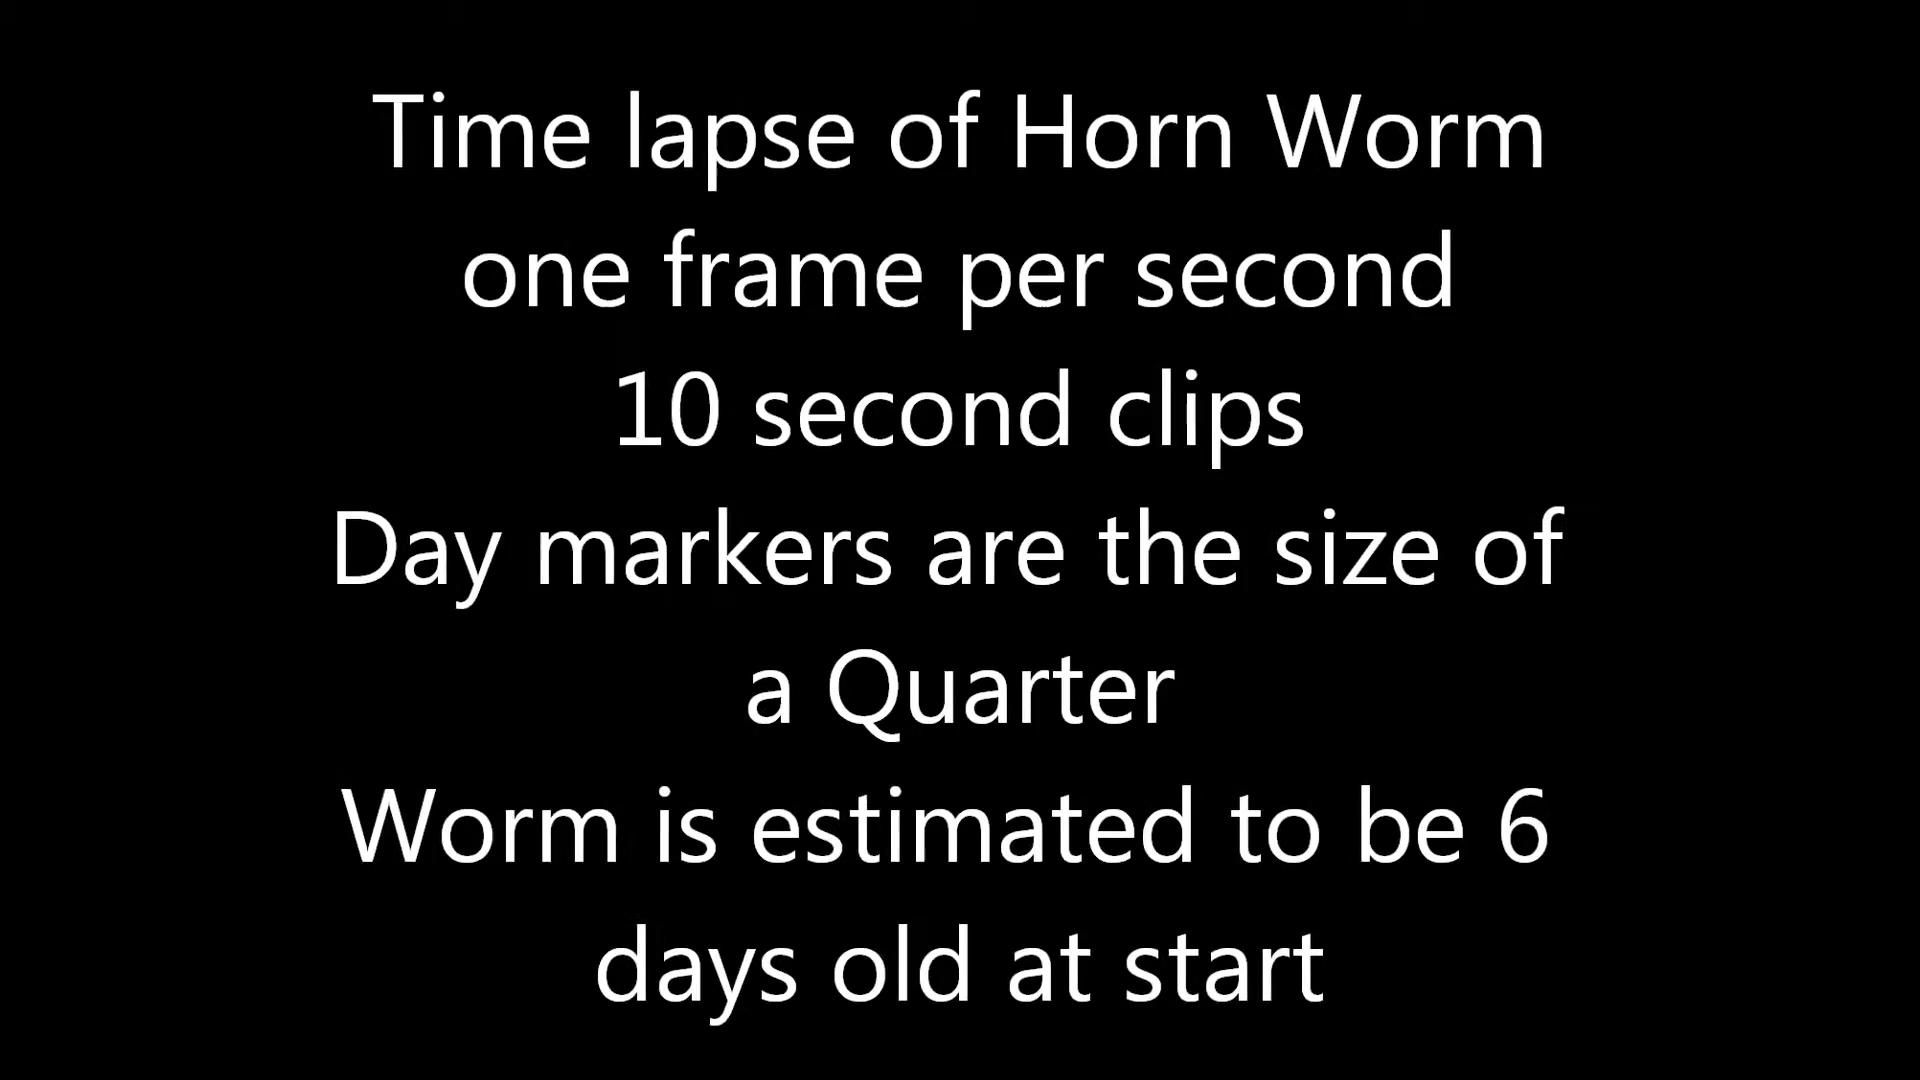 Time lapse of Horn Worm
one frame per second
10 second clips
Day markers are the size of
a Quarter
Worm is estimated to be 6
days old at start